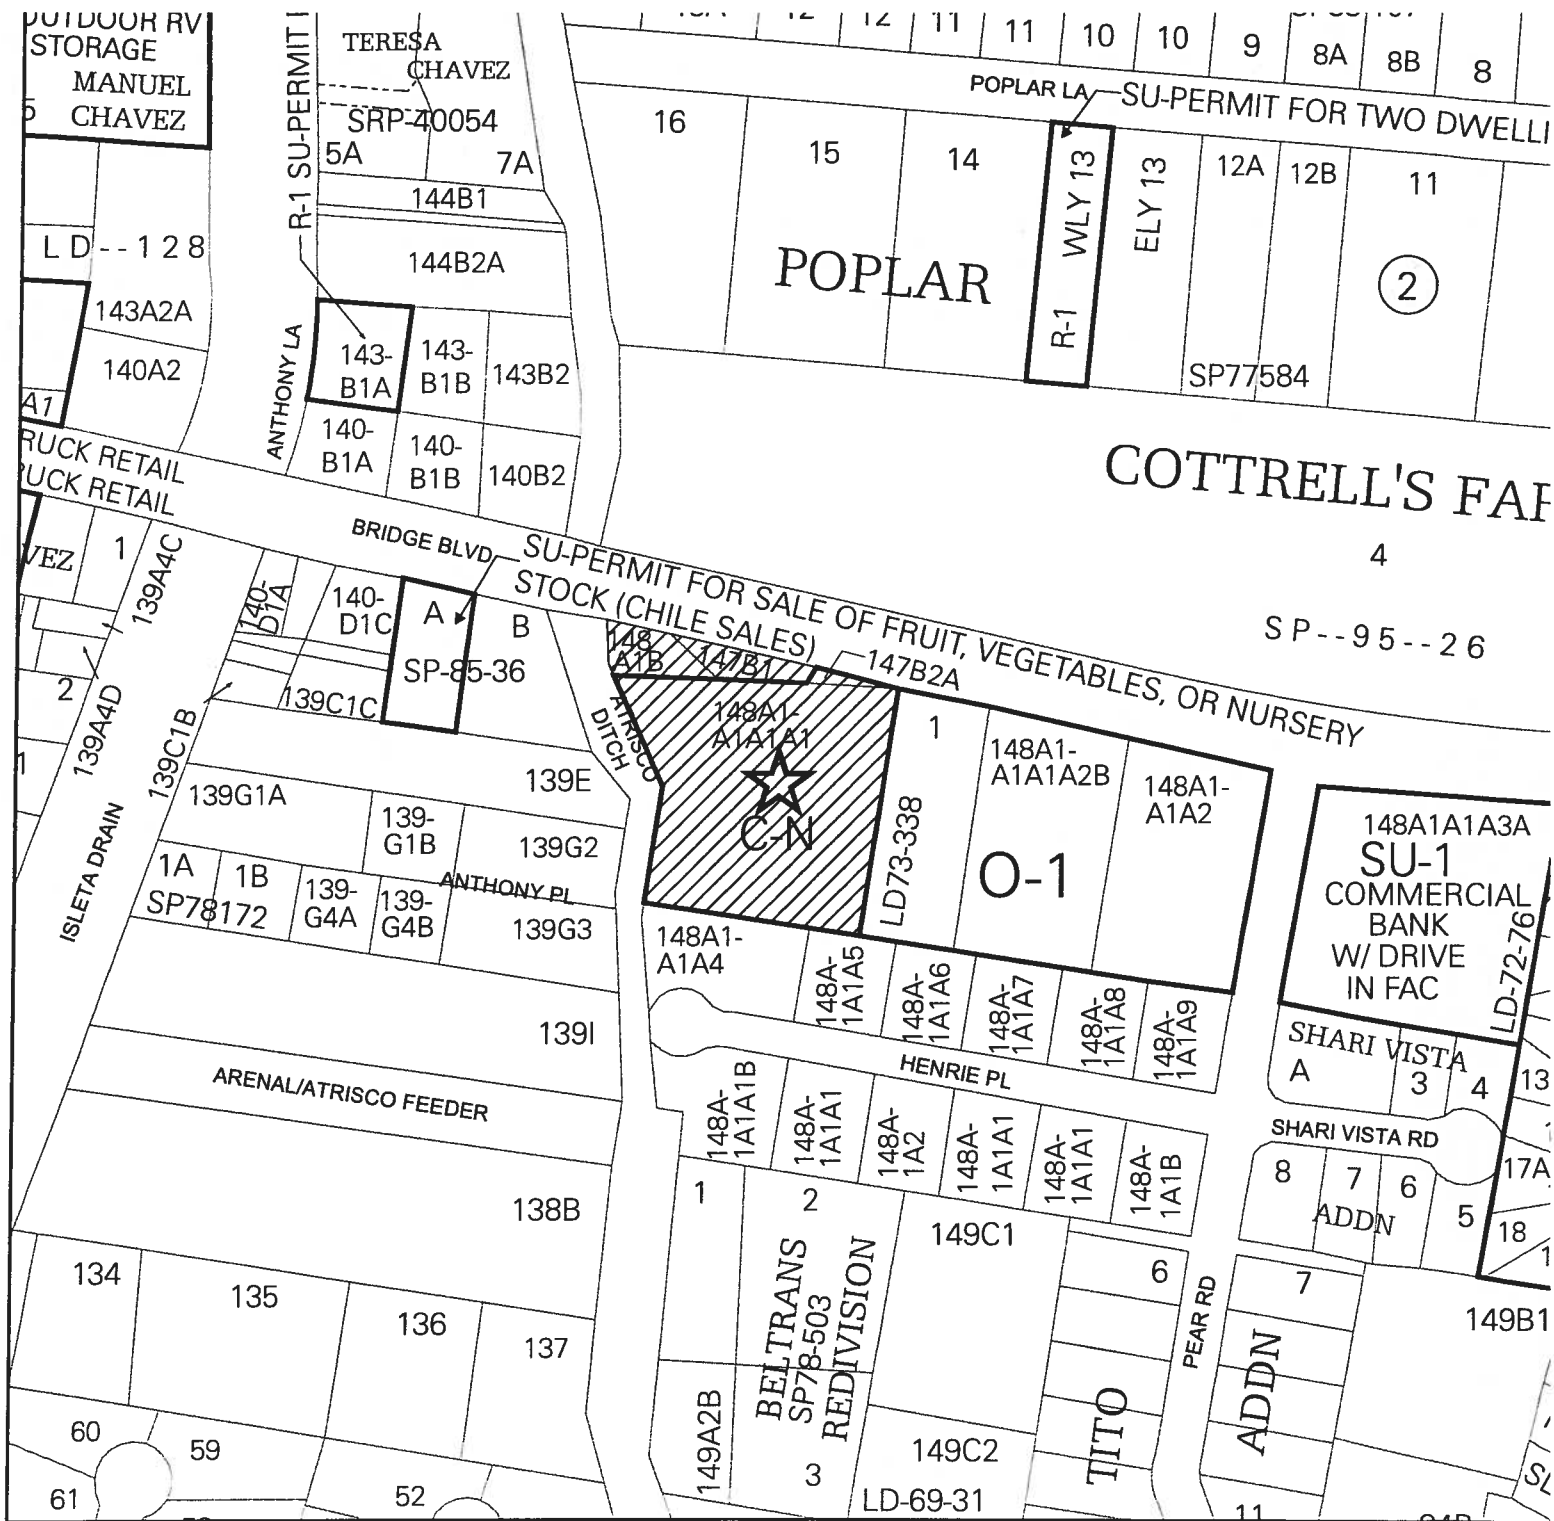 OUTDOOR RV
STORAGE
MANUEL
CHAVEZ
R-1 SU-PERMIT
TERESA
CHAVEZ
SRP-40054
5A
7A
144B1
144B2A
LD--128
143A2A
140A2
A1
ANTHONY LA
143-
B1A
143-
B1B
143B2
140-
B1A
140-
B1B
140B2
12
12
11
11
10
10
9
8A
8B
8
POPLAR LA
SU-PERMIT FOR TWO DWELLI
16
15
14
WLY 13
R-1
ELY 13
12A
12B
11
POPLAR
2
SP77584
COTTRELL'S FAR
4
SP--95--26
RUCK RETAIL
RUCK RETAIL
BRIDGE BLVD
SU-PERMIT FOR SALE OF FRUIT, VEGETABLES, OR NURSERY
STOCK (CHILE SALES)
VEZ
1
139A4C
2
139A4D
1
140-
D1A
140-
D1C
A
B
SP-85-36
139C1C
139C1B
139E
148
A1B
147B1
147B2A
ATRISCO
DITCH
148A1-
A1A1A1
C-N
1
LD73-338
148A1-
A1A1A2B
148A1-
A1A2
O-1
148A1A1A3A
SU-1
COMMERCIAL
BANK
W/ DRIVE
IN FAC
LD-72-76
ISLETA DRAIN
139G1A
139-
G1B
139G2
ANTHONY PL
1A
1B
SP78172
139-
G4A
139-
G4B
139G3
148A1-
A1A4
148A-
1A1A5
148A-
1A1A6
148A-
1A1A7
148A-
1A1A8
148A-
1A1A9
HENRIE PL
139I
ARENAL/ATRISCO FEEDER
138B
SHARI VISTA
A
3
4
13
SHARI VISTA RD
8
7
6
5
ADDN
17A
18
148A-
1A1A1B
148A-
1A1A1
148A-
1A2
148A-
1A1A1
148A-
1A1A1
148A-
1A1B
1
2
BELTRANS
SP78-503
REDIVISION
3
149A2B
149C1
149C2
LD-69-31
6
PEAR RD
7
TITO
ADDN
149B1
11
134
135
136
137
60
59
61
52